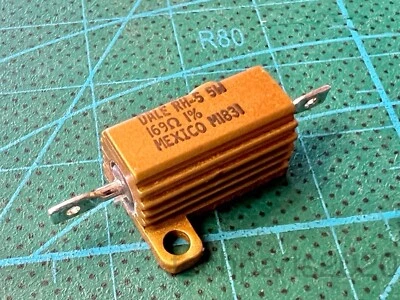 R80
DALE RH-5 5W
169Ω 1%
MEXICO M1831